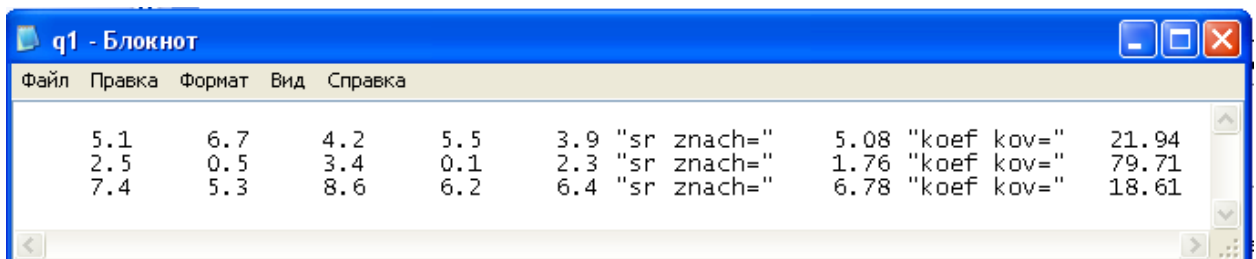 q1 - Блокнот
Файл Правка Формат Вид Справка
5.1 6.7 4.2 5.5 3.9 "sr znach=" 5.08 "koef kov=" 21.94
2.5 0.5 3.4 0.1 2.3 "sr znach=" 1.76 "koef kov=" 79.71
7.4 5.3 8.6 6.2 6.4 "sr znach=" 6.78 "koef kov=" 18.61